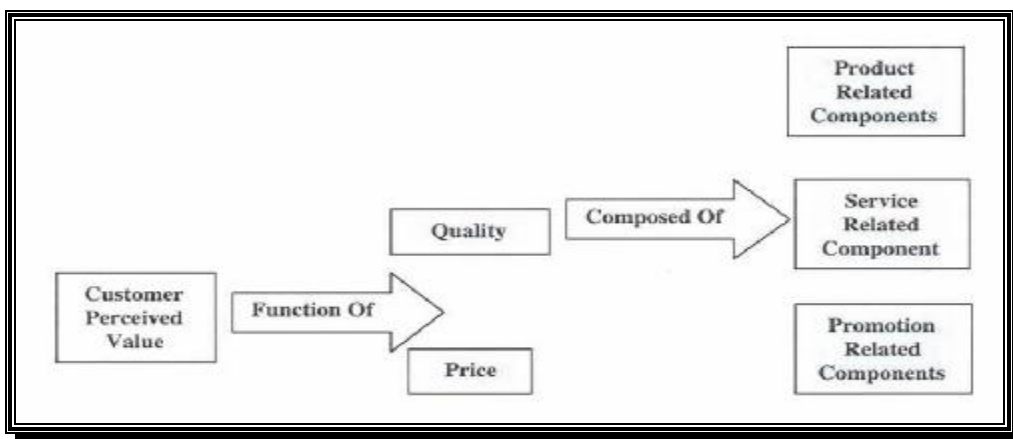 Product
Related
Components
Service
Related
Component
Quality
Composed Of
Customer
Perceived
Value
Function Of
Promotion
Related
Components
Price